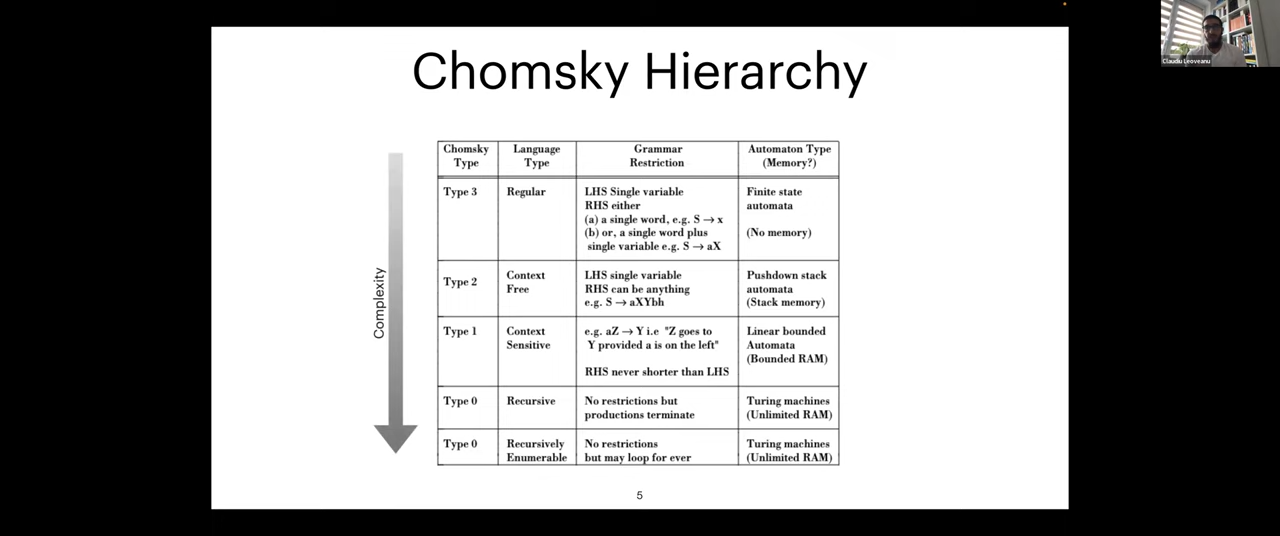 Chomsky Hierarchy
Complexity
Chomsky Type
Language Type
Grammar Restriction
Automaton Type (Memory?)
Type 3
Regular
LHS Single variable
RHS either
(a) a single word, e.g. S → x
(b) or, a single word plus
single variable e.g. S → aX
Finite state
automata
(No memory)
Type 2
Context
Free
LHS single variable
RHS can be anything
e.g. S → aXYbh
Pushdown stack
automata
(Stack memory)
Type 1
Context
Sensitive
e.g. aZ → Y i.e "Z goes to
Y provided a is on the left"
RHS never shorter than LHS
Linear bounded
Automata
(Bounded RAM)
Type 0
Recursive
No restrictions but
productions terminate
Turing machines
(Unlimited RAM)
Type 0
Recursively
Enumerable
No restrictions
but may loop for ever
Turing machines
(Unlimited RAM)
5
Claudiu Leoveanu